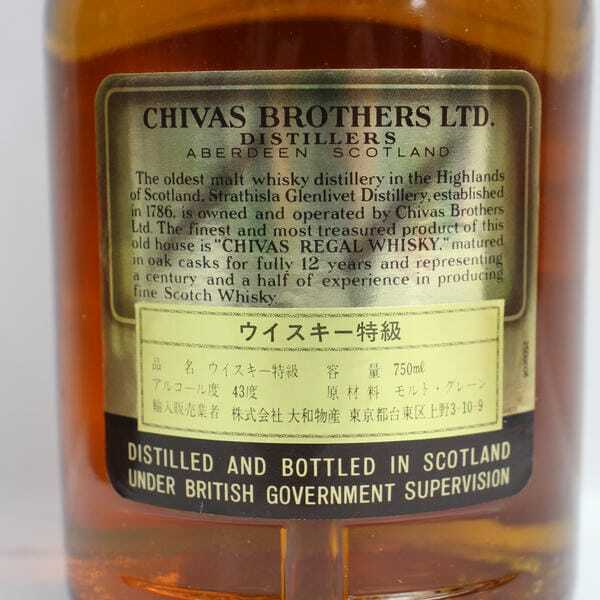 CHIVAS BROTHERS LTD.
DISTILLERS
ABERDEEN SCOTLAND
The oldest malt whisky distillery in the Highlands
of Scotland, Strathisla Glenlivet Distillery, established
in 1786, is owned and operated by Chivas Brothers
Ltd. The finest and most treasured product of this
old house is "CHIVAS REGAL WHISKY," matured
in oak casks for fully 12 years and representing
a century and a half of experience in producing
fine Scotch Whisky.
ウイスキー特級
品名 ウイスキー特級 容量 750ml
アルコール度 43度 原材料 モルト・グレーン
輸入販売業者 株式会社 大和物産 東京都台東区上野3-10-9
DISTILLED AND BOTTLED IN SCOTLAND
UNDER BRITISH GOVERNMENT SUPERVISION